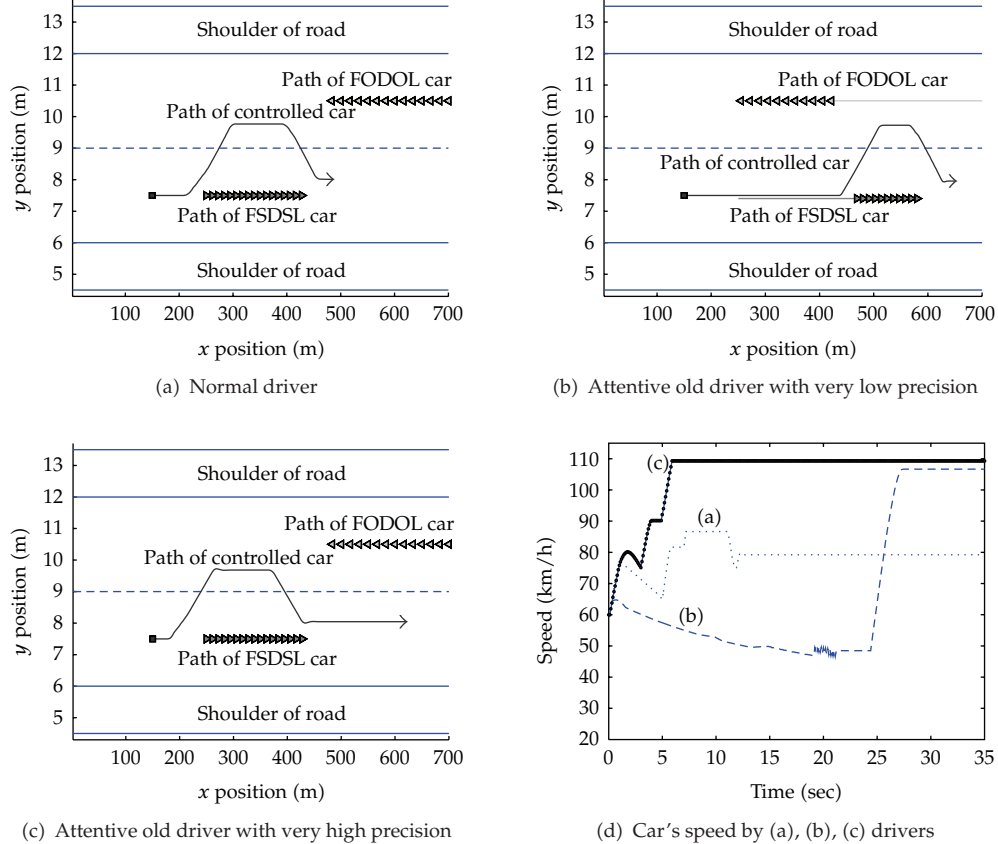 13
12
11
10
9
8
7
6
5
y position (m)
Shoulder of road
Path of FODOL car
Path of controlled car
Path of FSDSL car
Shoulder of road
100 200 300 400 500 600 700
x position (m)
(a) Normal driver
13
12
11
10
9
8
7
6
5
y position (m)
Shoulder of road
Path of FODOL car
Path of controlled car
Path of FSDSL car
Shoulder of road
100 200 300 400 500 600 700
x position (m)
(b) Attentive old driver with very low precision
13
12
11
10
9
8
7
6
5
y position (m)
Shoulder of road
Path of FODOL car
Path of controlled car
Path of FSDSL car
Shoulder of road
100 200 300 400 500 600 700
x position (m)
(c) Attentive old driver with very high precision
110
100
90
80
70
60
50
40
30
20
Speed (km/h)
(c)
(a)
(b)
0 5 10 15 20 25 30 35
Time (sec)
(d) Car's speed by (a), (b), (c) drivers